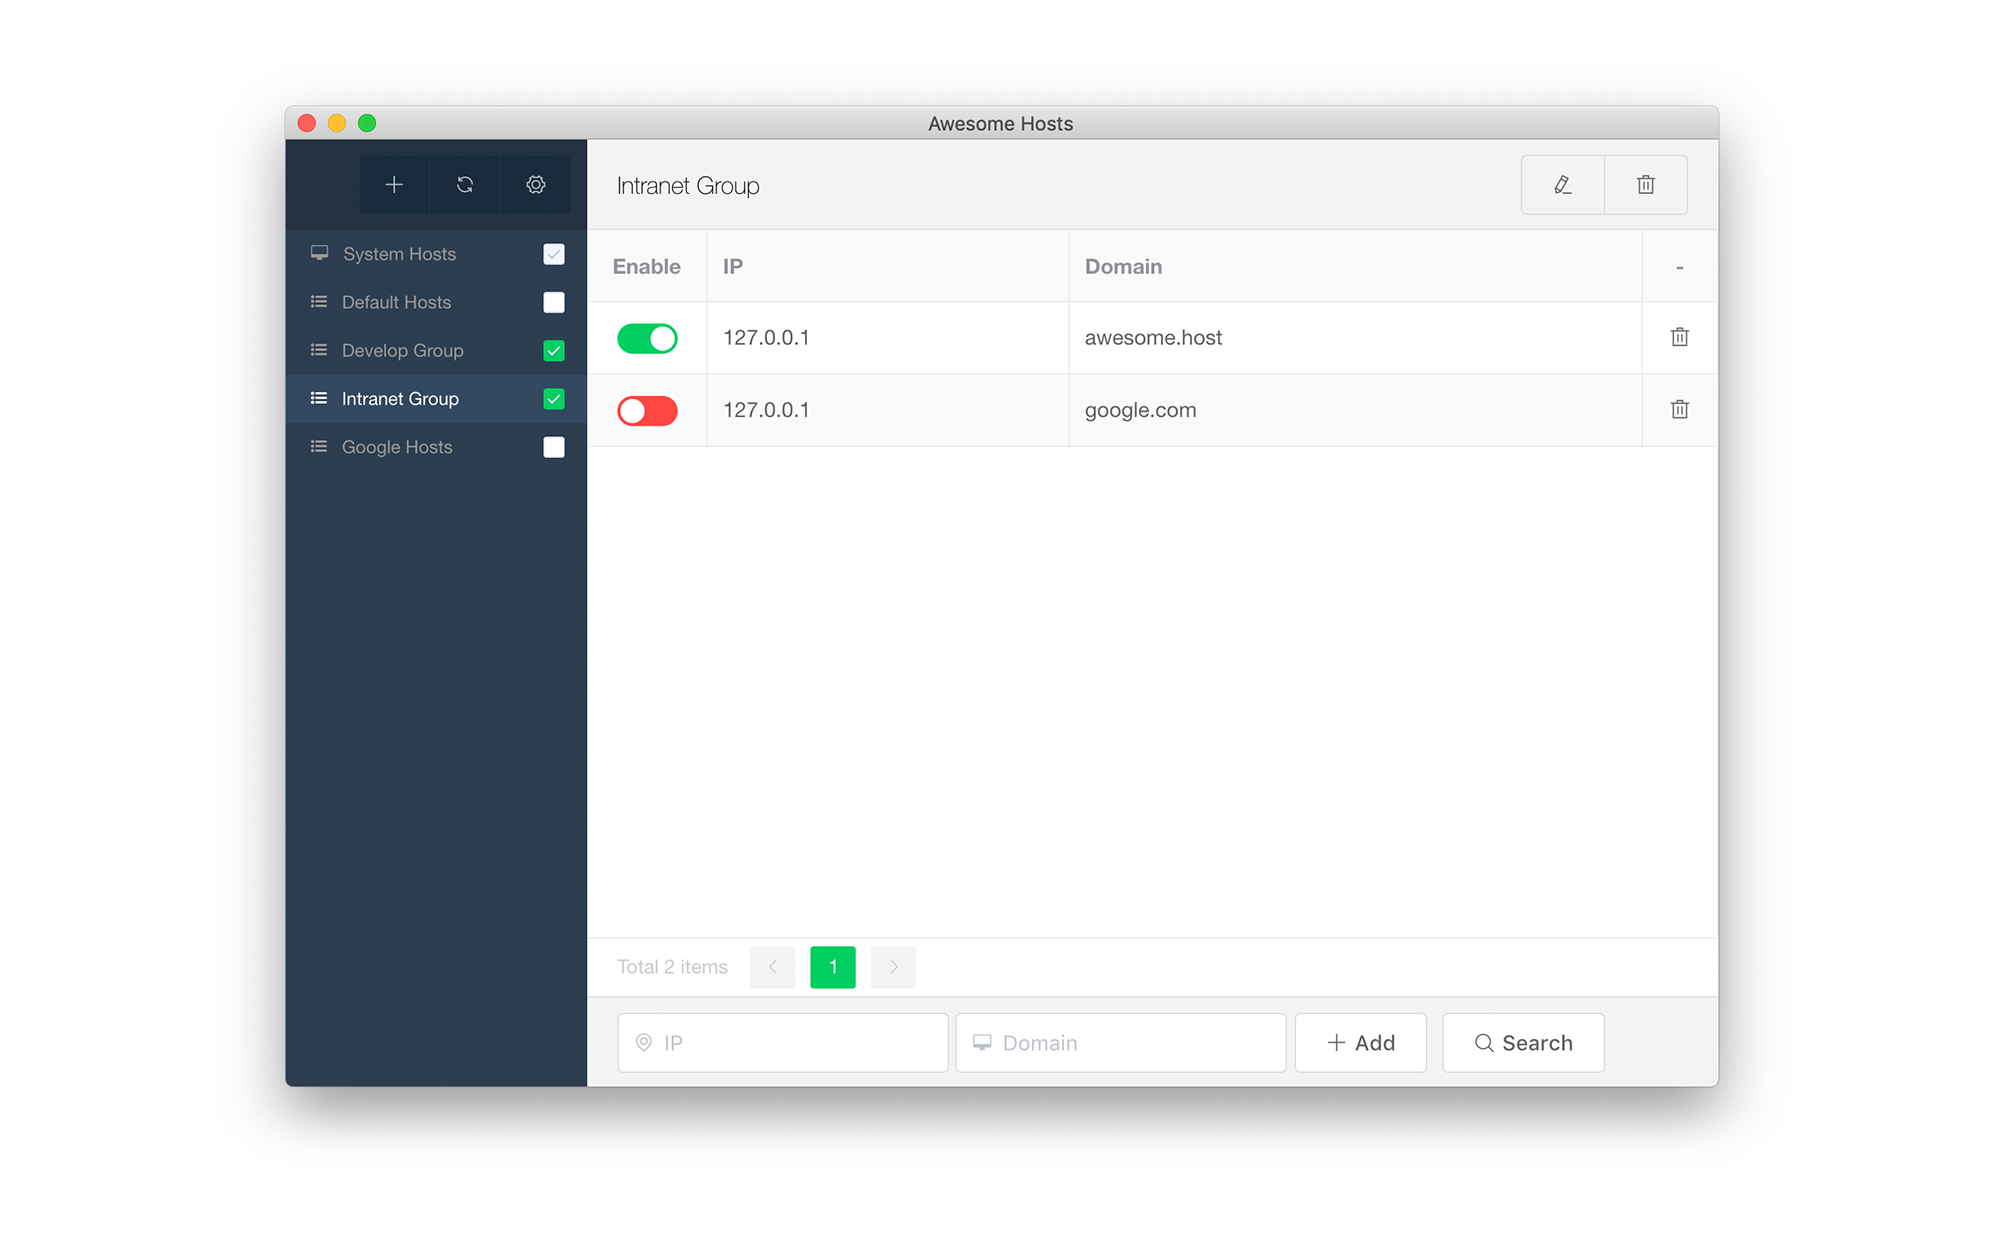 Awesome Hosts
System Hosts
Default Hosts
Develop Group
Intranet Group
Google Hosts
Intranet Group
Enable IP Domain -
127.0.0.1 awesome.host
127.0.0.1 google.com
Total 2 items 1
IP Domain Add Search